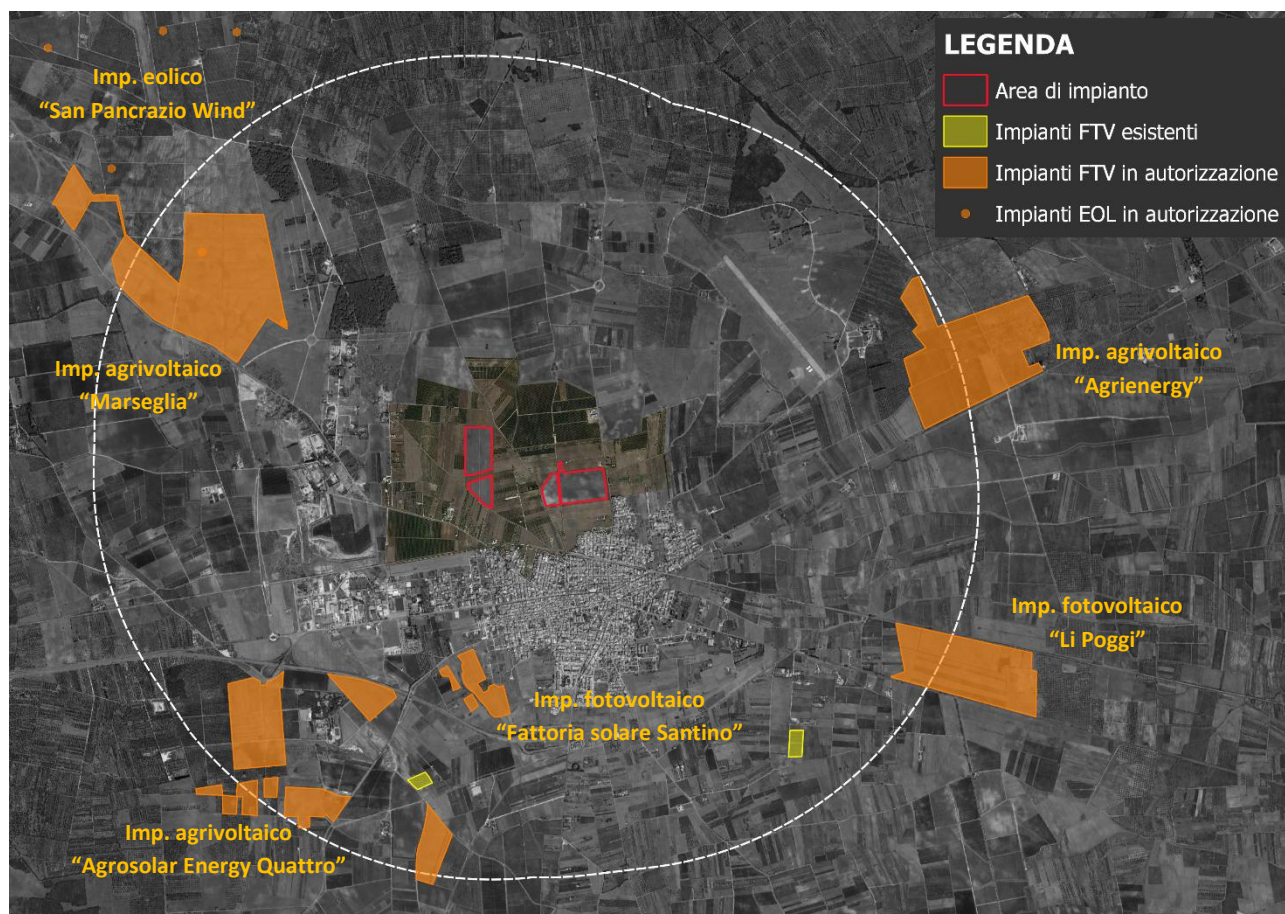 Imp. eolico
“San Pancrazio Wind”
LEGENDA
Area di impianto
Impianti FTV esistenti
Impianti FTV in autorizzazione
Impianti EOL in autorizzazione
Imp. agrivoltaico
“Marseglia”
Imp. agrivoltaico
“Agrienergy”
Imp. fotovoltaico
“Li Poggi”
Imp. fotovoltaico
“Fattoria solare Santino”
Imp. agrivoltaico
“Agrosolar Energy Quattro”